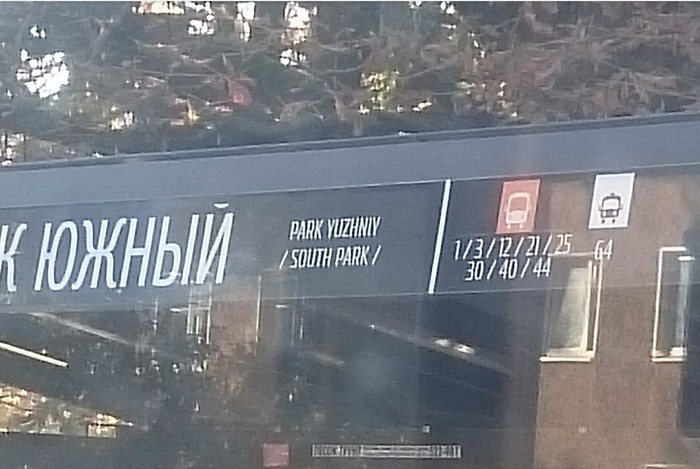 К ЮЖНЫЙ
PARK YUZHNIY
/ SOUTH PARK /
1 / 3 / 12 / 21 / 25
30 / 40 / 44
64